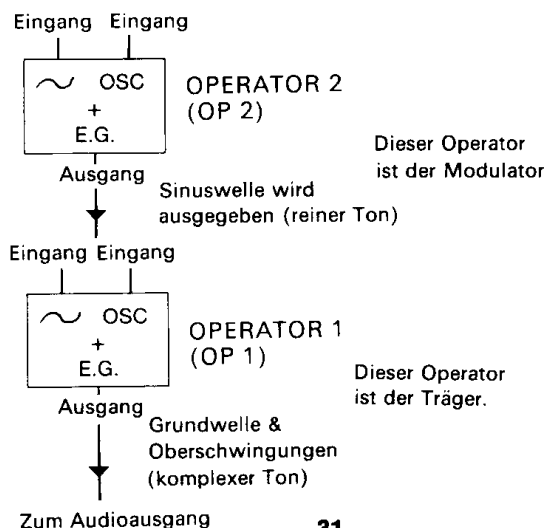 Eingang Eingang
∼ OSC
+
E.G.
OPERATOR 2
(OP 2)
Dieser Operator
ist der Modulator
Ausgang
Sinuswelle wird
ausgegeben (reiner Ton)
Eingang Eingang
∼ OSC
+
E.G.
OPERATOR 1
(OP 1)
Dieser Operator
ist der Träger.
Ausgang
Grundwelle &
Oberschwingungen
(komplexer Ton)
Zum Audioausgang
31